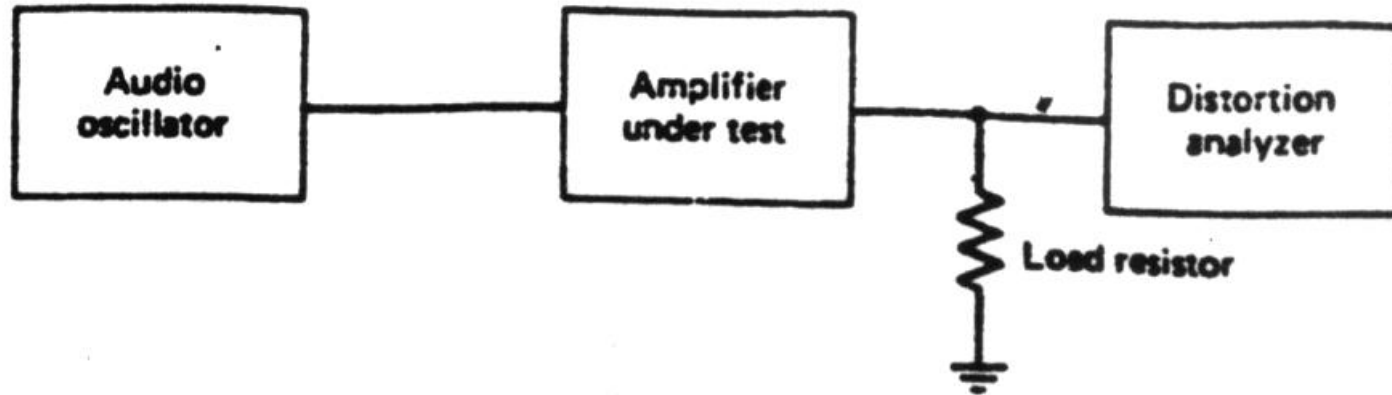 Audio
oscillator
Amplifier
under test
Distortion
analyzer
Load resistor